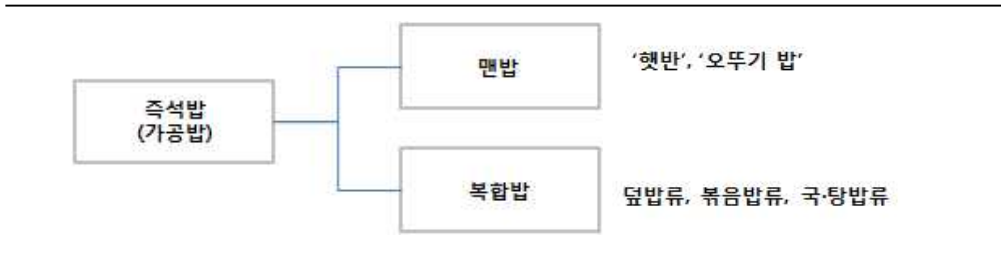 맨밥
‘햇반’, ‘오뚜기 밥’
즉석밥
(가공밥)
복합밥
덮밥류, 볶음밥류, 국·탕밥류